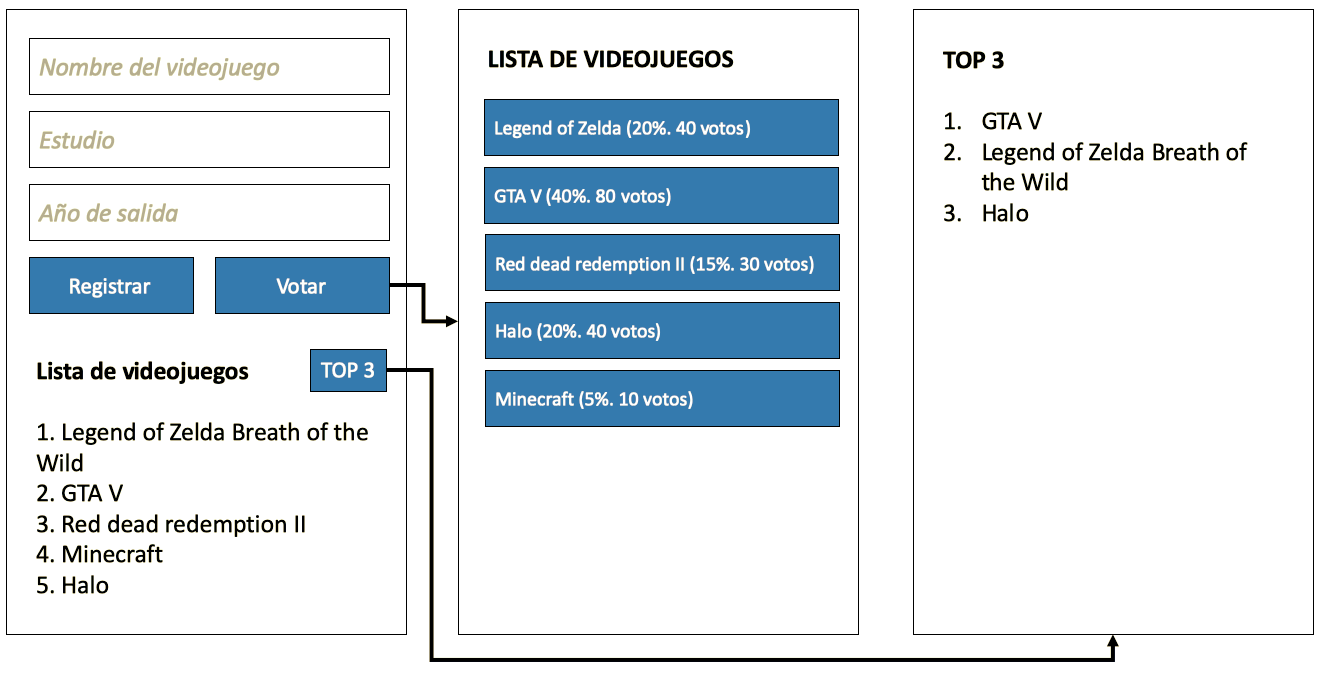 Nombre del videojuego
Estudio
Año de salida
Registrar
Votar
Lista de videojuegos
TOP 3
1. Legend of Zelda Breath of the
Wild
2. GTA V
3. Red dead redemption II
4. Minecraft
5. Halo
LISTA DE VIDEOJUEGOS
Legend of Zelda (20%. 40 votos)
GTA V (40%. 80 votos)
Red dead redemption II (15%. 30 votos)
Halo (20%. 40 votos)
Minecraft (5%. 10 votos)
TOP 3
1. GTA V
2. Legend of Zelda Breath of
the Wild
3. Halo